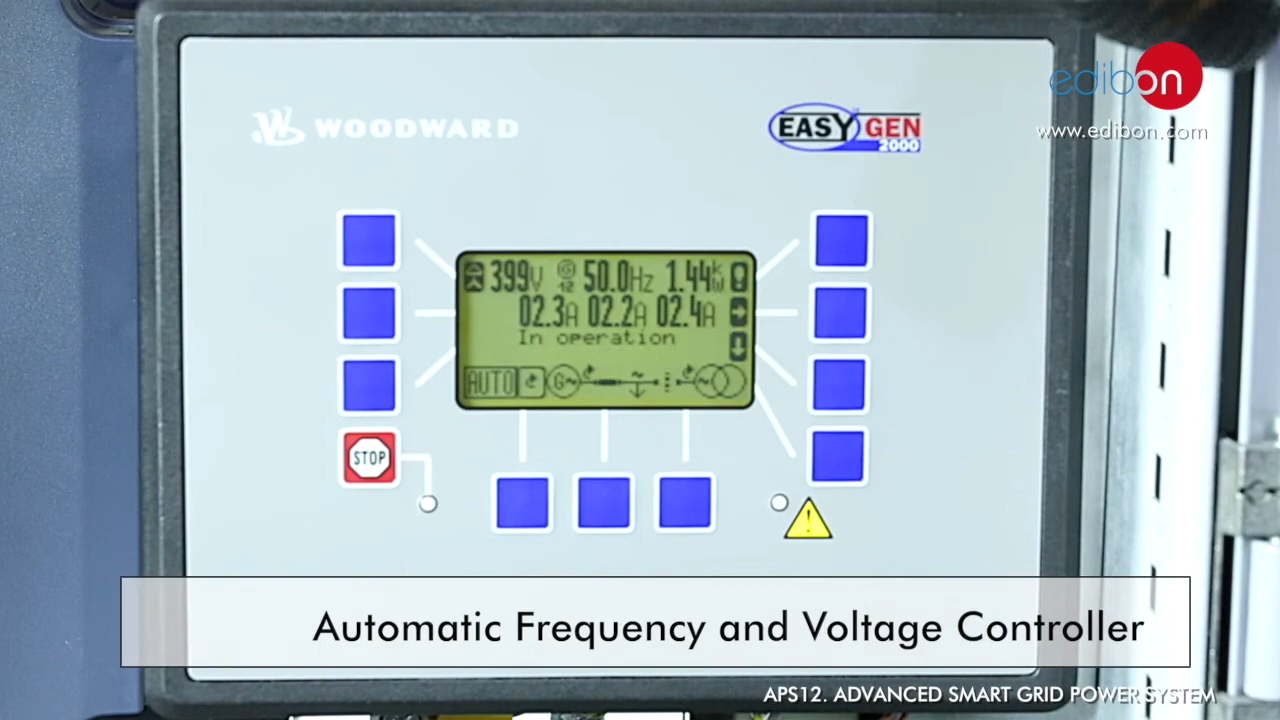 edibon
www.edibon.com
WOODWARD
EASY GEN
2000
399V G 12 50.0Hz 1.44kW
02.3A 02.2A 02.4A
In operation
AUTO G
STOP
!
Automatic Frequency and Voltage Controller
APS12. ADVANCED SMART GRID POWER SYSTEM